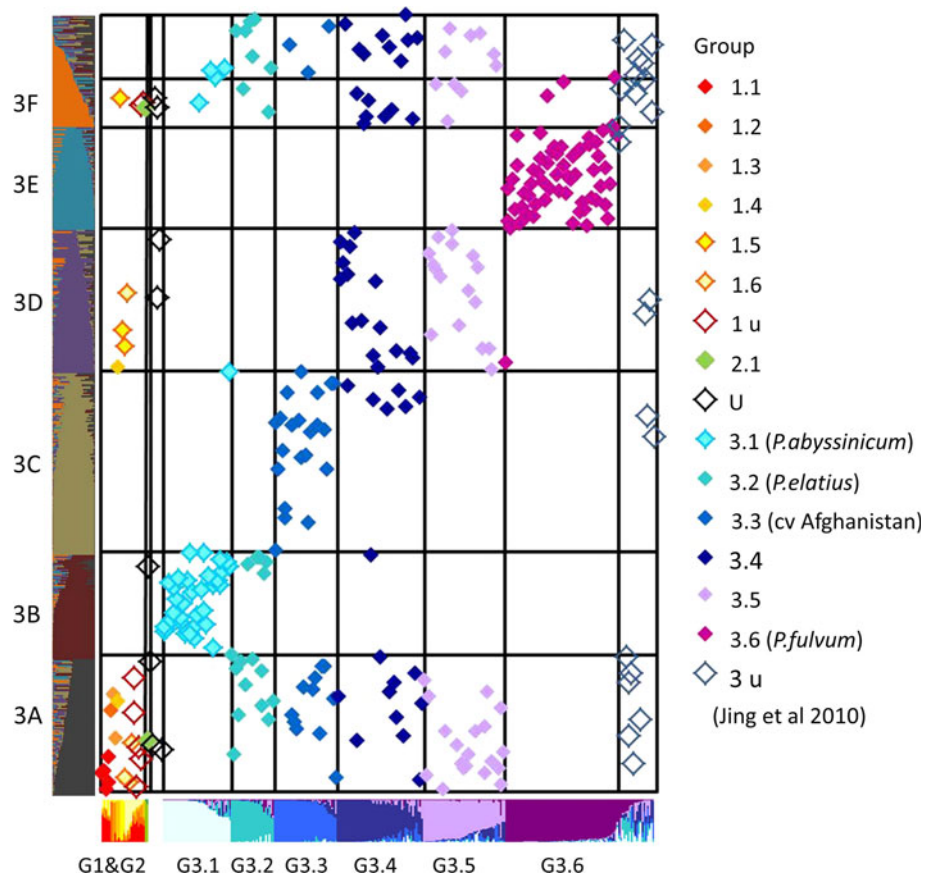 3F
3E
3D
3C
3B
3A
G1&G2 G3.1 G3.2 G3.3 G3.4 G3.5 G3.6
Group
1.1
1.2
1.3
1.4
1.5
1.6
1 u
2.1
U
3.1 (P.abyssinicum)
3.2 (P.elatius)
3.3 (cv Afghanistan)
3.4
3.5
3.6 (P.fulvum)
3 u
(Jing et al 2010)